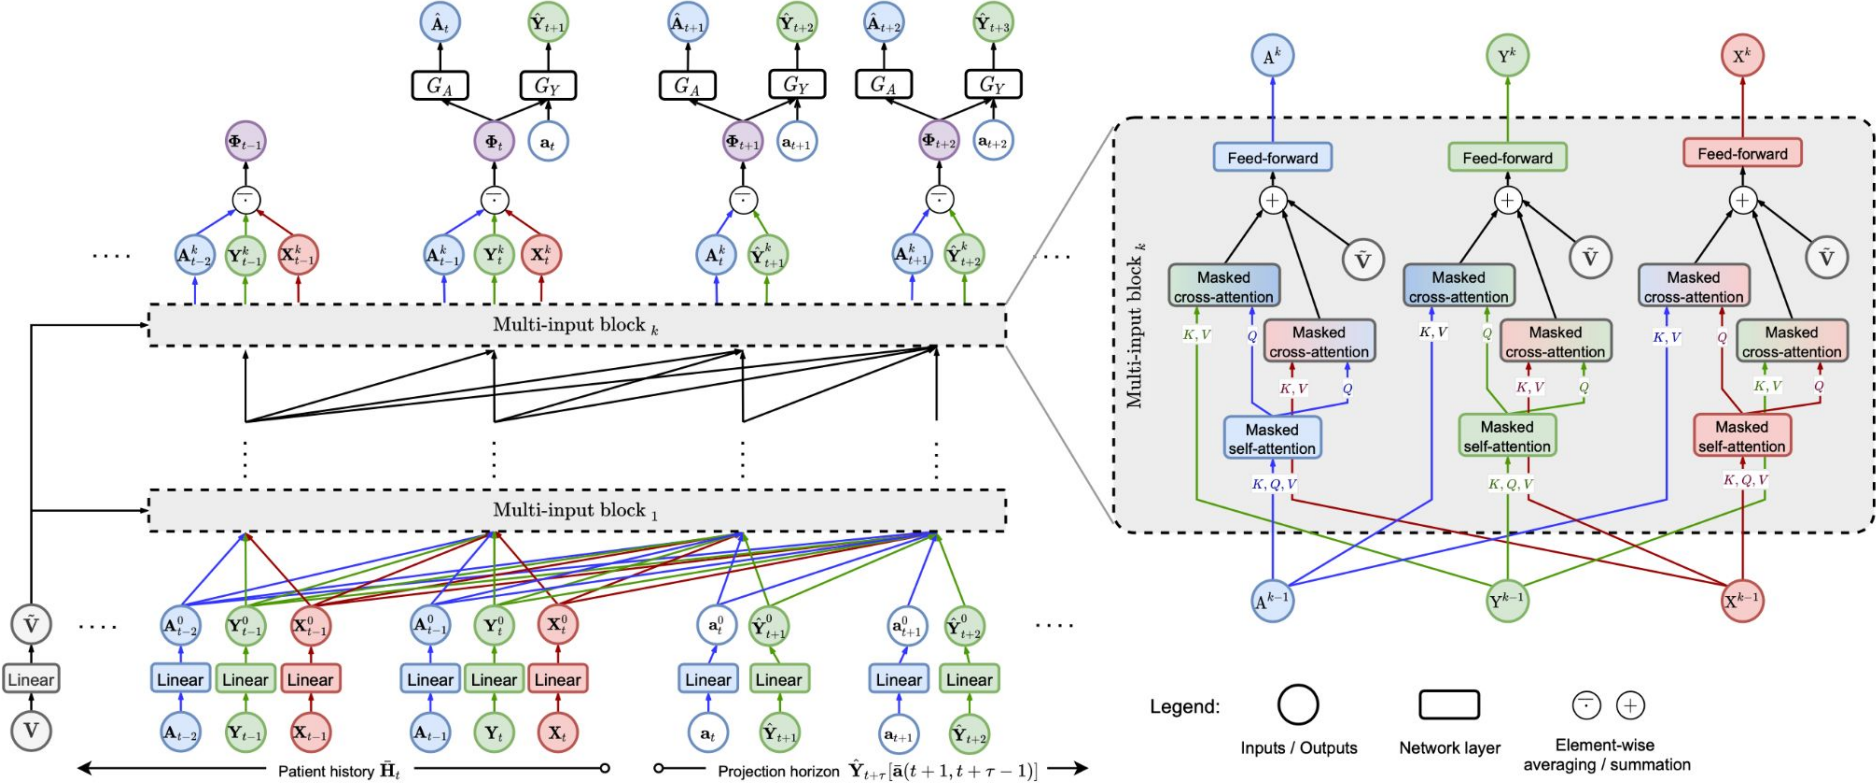 Â_t Ŷ_{t+1} Â_{t+1} Ŷ_{t+2} Â_{t+2} Ŷ_{t+3}
G_A G_Y G_A G_Y G_A G_Y
Φ_{t−1} Φ_t a_t Φ_{t+1} a_{t+1} Φ_{t+2} a_{t+2}
A^k_{t−2} Y^k_{t−1} X^k_{t−1} A^k_{t−1} Y^k_t X^k_t A^k_t Ŷ^k_{t+1} A^k_{t+1} Ŷ^k_{t+2}
Multi-input block _k
Multi-input block _1
Ṽ A^0_{t−2} Y^0_{t−1} X^0_{t−1} A^0_{t−1} Y^0_t X^0_t a^0_t Ŷ^0_{t+1} a^0_{t+1} Ŷ^0_{t+2}
Linear Linear Linear Linear Linear Linear Linear Linear Linear Linear Linear
V A_{t−2} Y_{t−1} X_{t−1} A_{t−1} Y_t X_t a_t Ŷ_{t+1} a_{t+1} Ŷ_{t+2}
Patient history H̄_t
Projection horizon Ŷ_{t+τ}[ā(t + 1, t + τ − 1)]
A^k Y^k X^k
Feed-forward Feed-forward Feed-forward
+ + +
Ṽ Ṽ Ṽ
Multi-input block _k
Masked
cross-attention
Masked
cross-attention
Masked
cross-attention
K, V Q K, V Q K, V Q
Masked
cross-attention
Masked
cross-attention
Masked
cross-attention
K, V Q K, V Q K, V Q
Masked
self-attention
Masked
self-attention
Masked
self-attention
K, Q, V K, Q, V K, Q, V
A^{k−1} Y^{k−1} X^{k−1}
Legend:
Inputs / Outputs
Network layer
+
Element-wise
averaging / summation